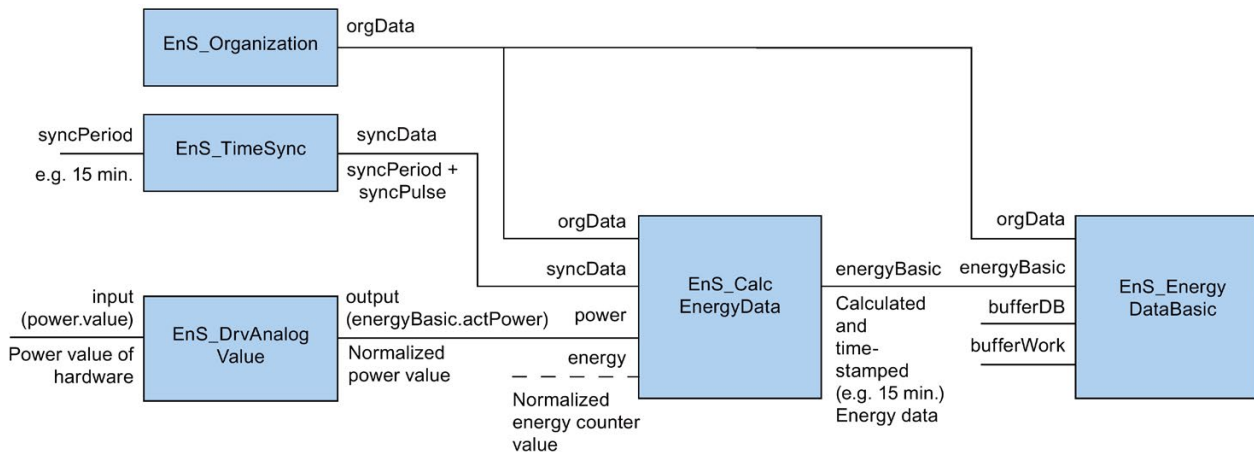 EnS_Organization
orgData
syncPeriod
e.g. 15 min.
EnS_TimeSync
syncData
syncPeriod +
syncPulse
input
(power.value)
Power value of
hardware
EnS_DrvAnalog
Value
output
(energyBasic.actPower)
Normalized
power value
orgData
syncData
power
energy
Normalized
energy counter
value
EnS_Calc
EnergyData
energyBasic
Calculated
and
time-
stamped
(e.g. 15 min.)
Energy data
orgData
energyBasic
bufferDB
bufferWork
EnS_Energy
DataBasic